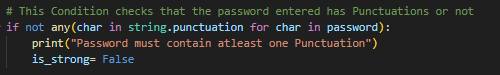 # This Condition checks that the password entered has Punctuations or not
if not any(char in string.punctuation for char in password):
    print("Password must contain atleast one Punctuation")
    is_strong= False